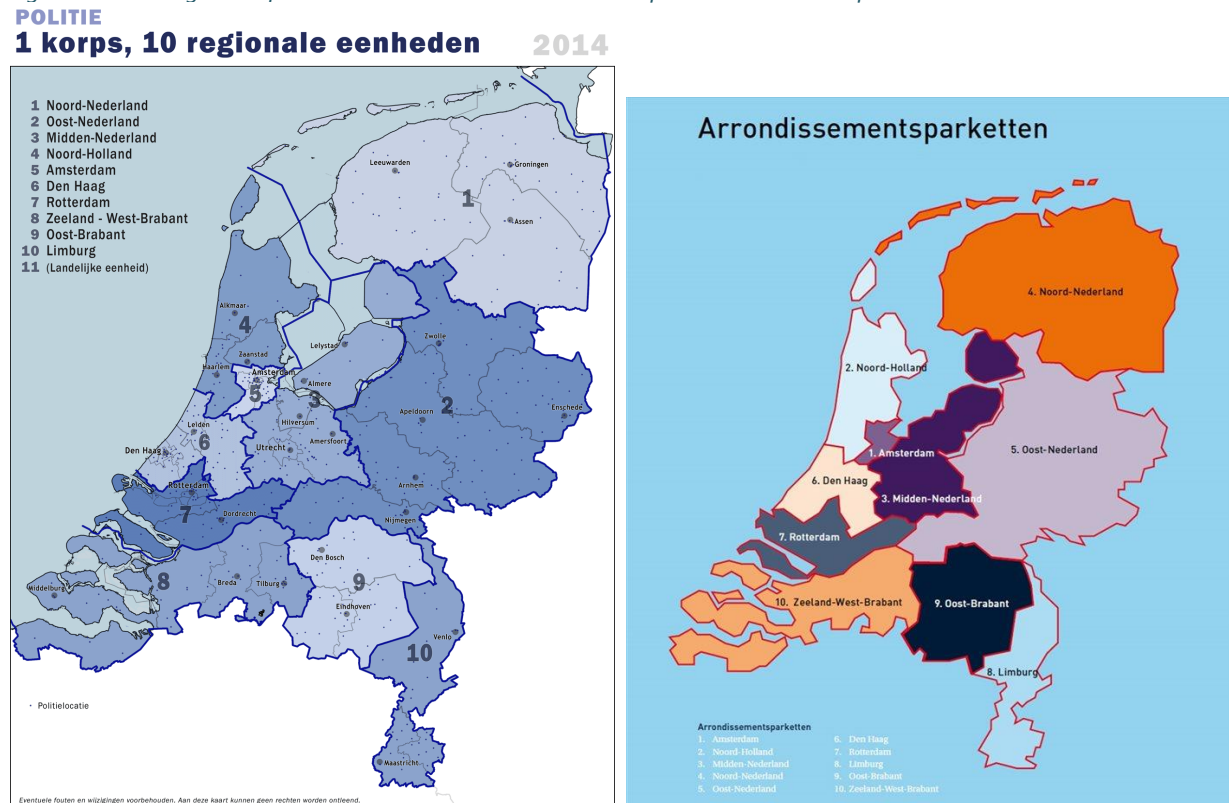 POLITIE
1 korps, 10 regionale eenheden 2014
1 Noord-Nederland
2 Oost-Nederland
3 Midden-Nederland
4 Noord-Holland
5 Amsterdam
6 Den Haag
7 Rotterdam
8 Zeeland - West-Brabant
9 Oost-Brabant
10 Limburg
11 (Landelijke eenheid)
Leeuwarden
Groningen
1
Assen
Alkmaar
4
Zaanstad
Haarlem
Amsterdam
5
Lelystad
Almere
3
Hilversum
Utrecht
Amersfoort
Zwolle
2
Apeldoorn
Enschede
Arnhem
Nijmegen
Leiden
6
Den Haag
Rotterdam
7
Dordrecht
Middelburg
8
Breda
Tilburg
Den Bosch
9
Eindhoven
Venlo
10
Maastricht
Politielocatie
Eventuele fouten en wijzigingen voorbehouden. Aan deze kaart kunnen geen rechten worden ontleend.
Arrondissementsparketten
4. Noord-Nederland
2. Noord-Holland
1. Amsterdam
5. Oost-Nederland
6. Den Haag
3. Midden-Nederland
7. Rotterdam
10. Zeeland-West-Brabant
9. Oost-Brabant
8. Limburg
Arrondissementsparketten
1. Amsterdam
2. Noord-Holland
3. Midden-Nederland
4. Noord-Nederland
5. Oost-Nederland
6. Den Haag
7. Rotterdam
8. Limburg
9. Oost-Brabant
10. Zeeland-West-Brabant